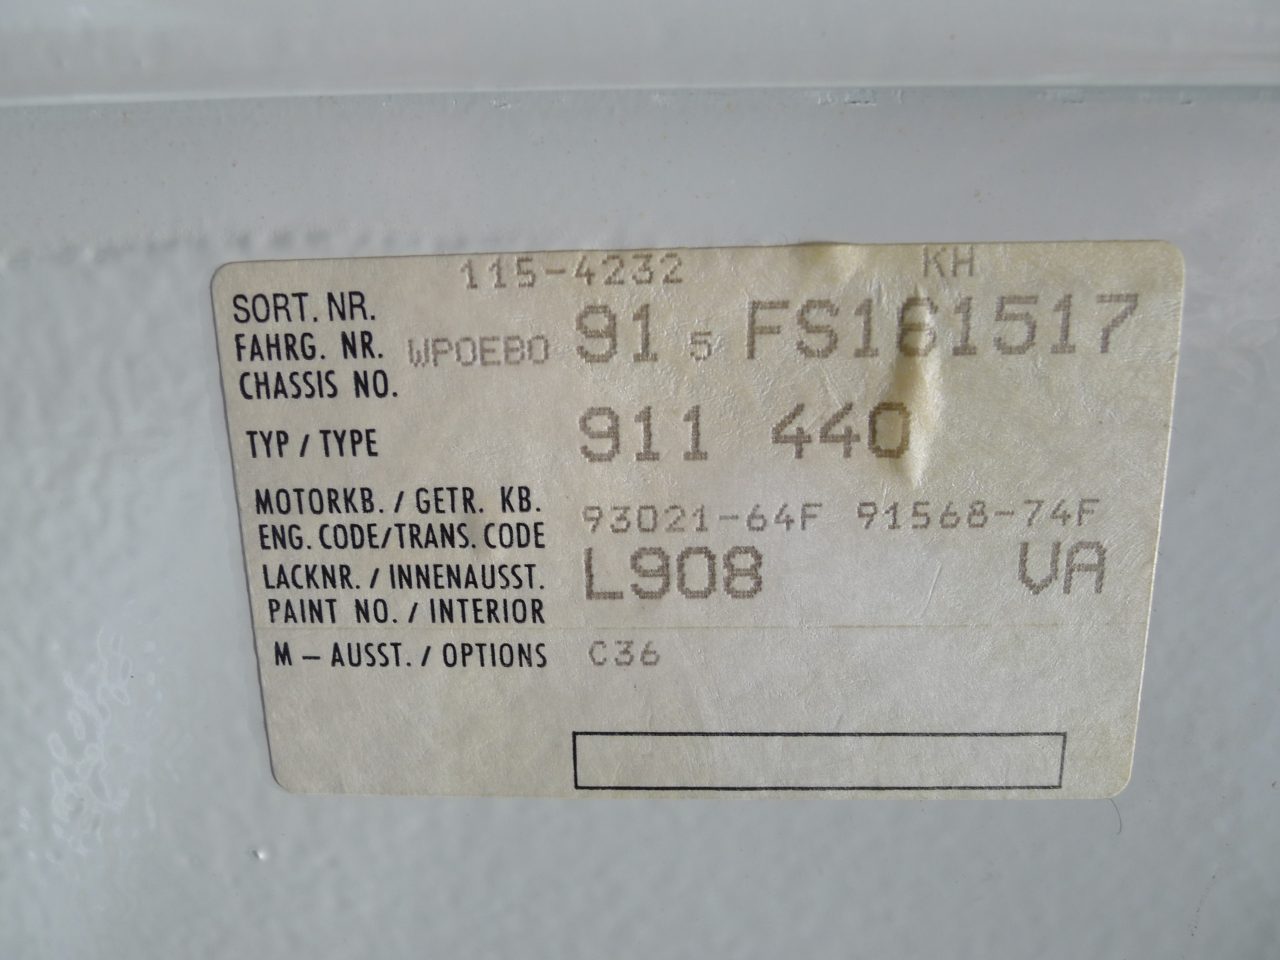 115-4232 KH
SORT. NR.
FAHRG. NR. WP0EB0 91 5 FS161517
CHASSIS NO.
TYP / TYPE 911 440
MOTORKB. / GETR. KB.
ENG. CODE/TRANS. CODE 93021-64F 91568-74F
LACKNR. / INNENAUSST. L908 VA
PAINT NO. / INTERIOR
M – AUSST. / OPTIONS C36